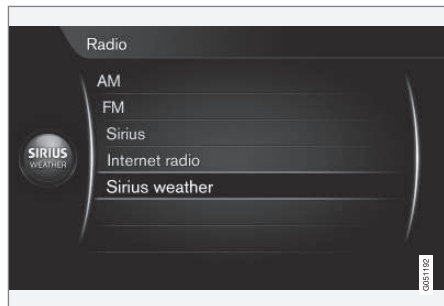 Radio
AM
FM
Sirius
Internet radio
Sirius weather
SIRIUS
WEATHER
G051192